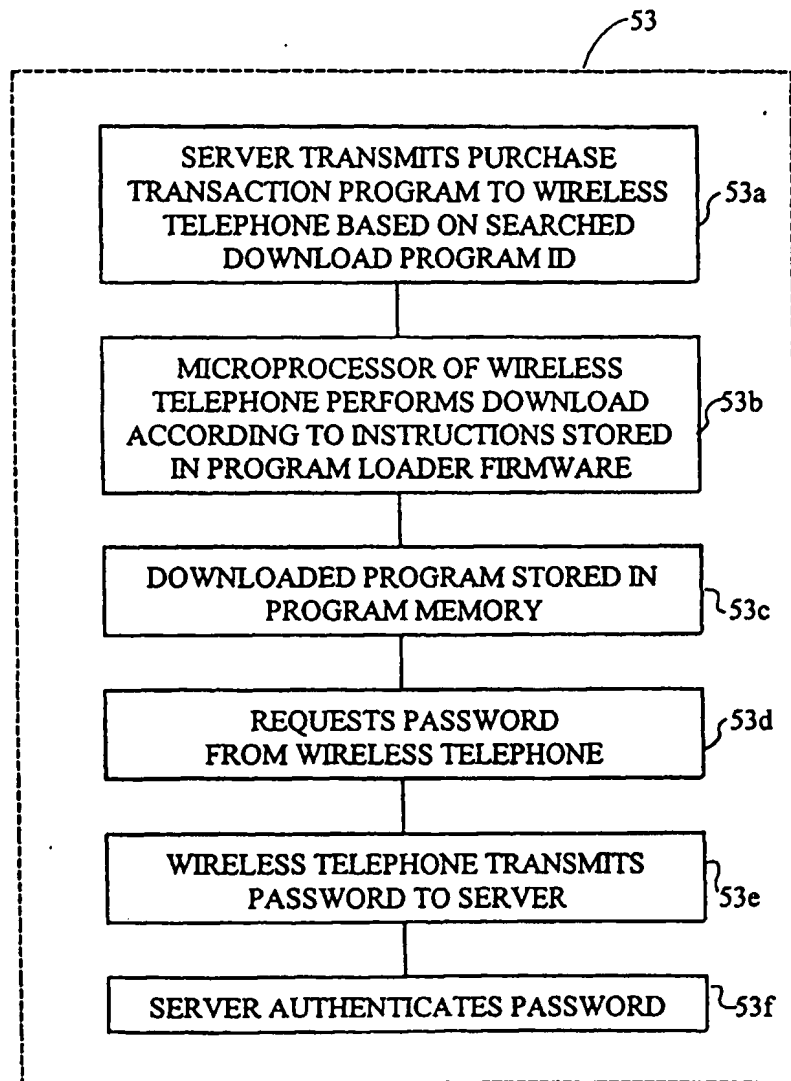 53
SERVER TRANSMITS PURCHASE
TRANSACTION PROGRAM TO WIRELESS
TELEPHONE BASED ON SEARCHED
DOWNLOAD PROGRAM ID
53a
MICROPROCESSOR OF WIRELESS
TELEPHONE PERFORMS DOWNLOAD
ACCORDING TO INSTRUCTIONS STORED
IN PROGRAM LOADER FIRMWARE
53b
DOWNLOADED PROGRAM STORED IN
PROGRAM MEMORY
53c
REQUESTS PASSWORD
FROM WIRELESS TELEPHONE
53d
WIRELESS TELEPHONE TRANSMITS
PASSWORD TO SERVER
53e
SERVER AUTHENTICATES PASSWORD
53f